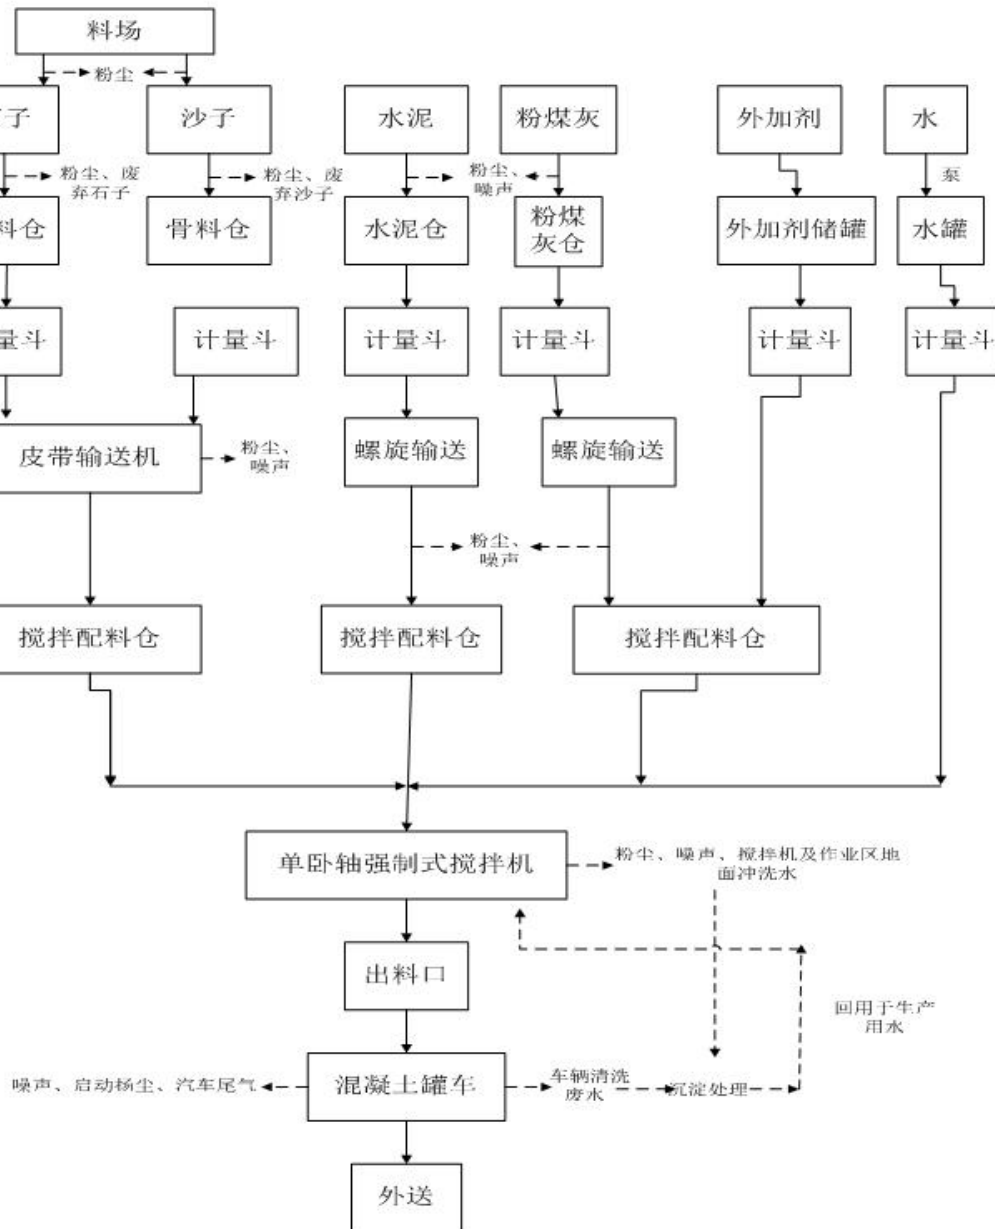 料场
粉尘
子
沙子
水泥
粉煤灰
外加剂
水
粉尘、废
弃石子
粉尘、废
弃沙子
粉尘、
噪声
泵
料仓
骨料仓
水泥仓
粉煤
灰仓
外加剂储罐
水罐
量斗
计量斗
计量斗
计量斗
计量斗
计量斗
皮带输送机
粉尘、
噪声
螺旋输送
螺旋输送
粉尘、
噪声
搅拌配料仓
搅拌配料仓
搅拌配料仓
单卧轴强制式搅拌机
粉尘、噪声、搅拌机及作业区地
面冲洗水
出料口
回用于生产
用水
噪声、启动扬尘、汽车尾气
混凝土罐车
车辆清洗
废水
沉淀处理
外送